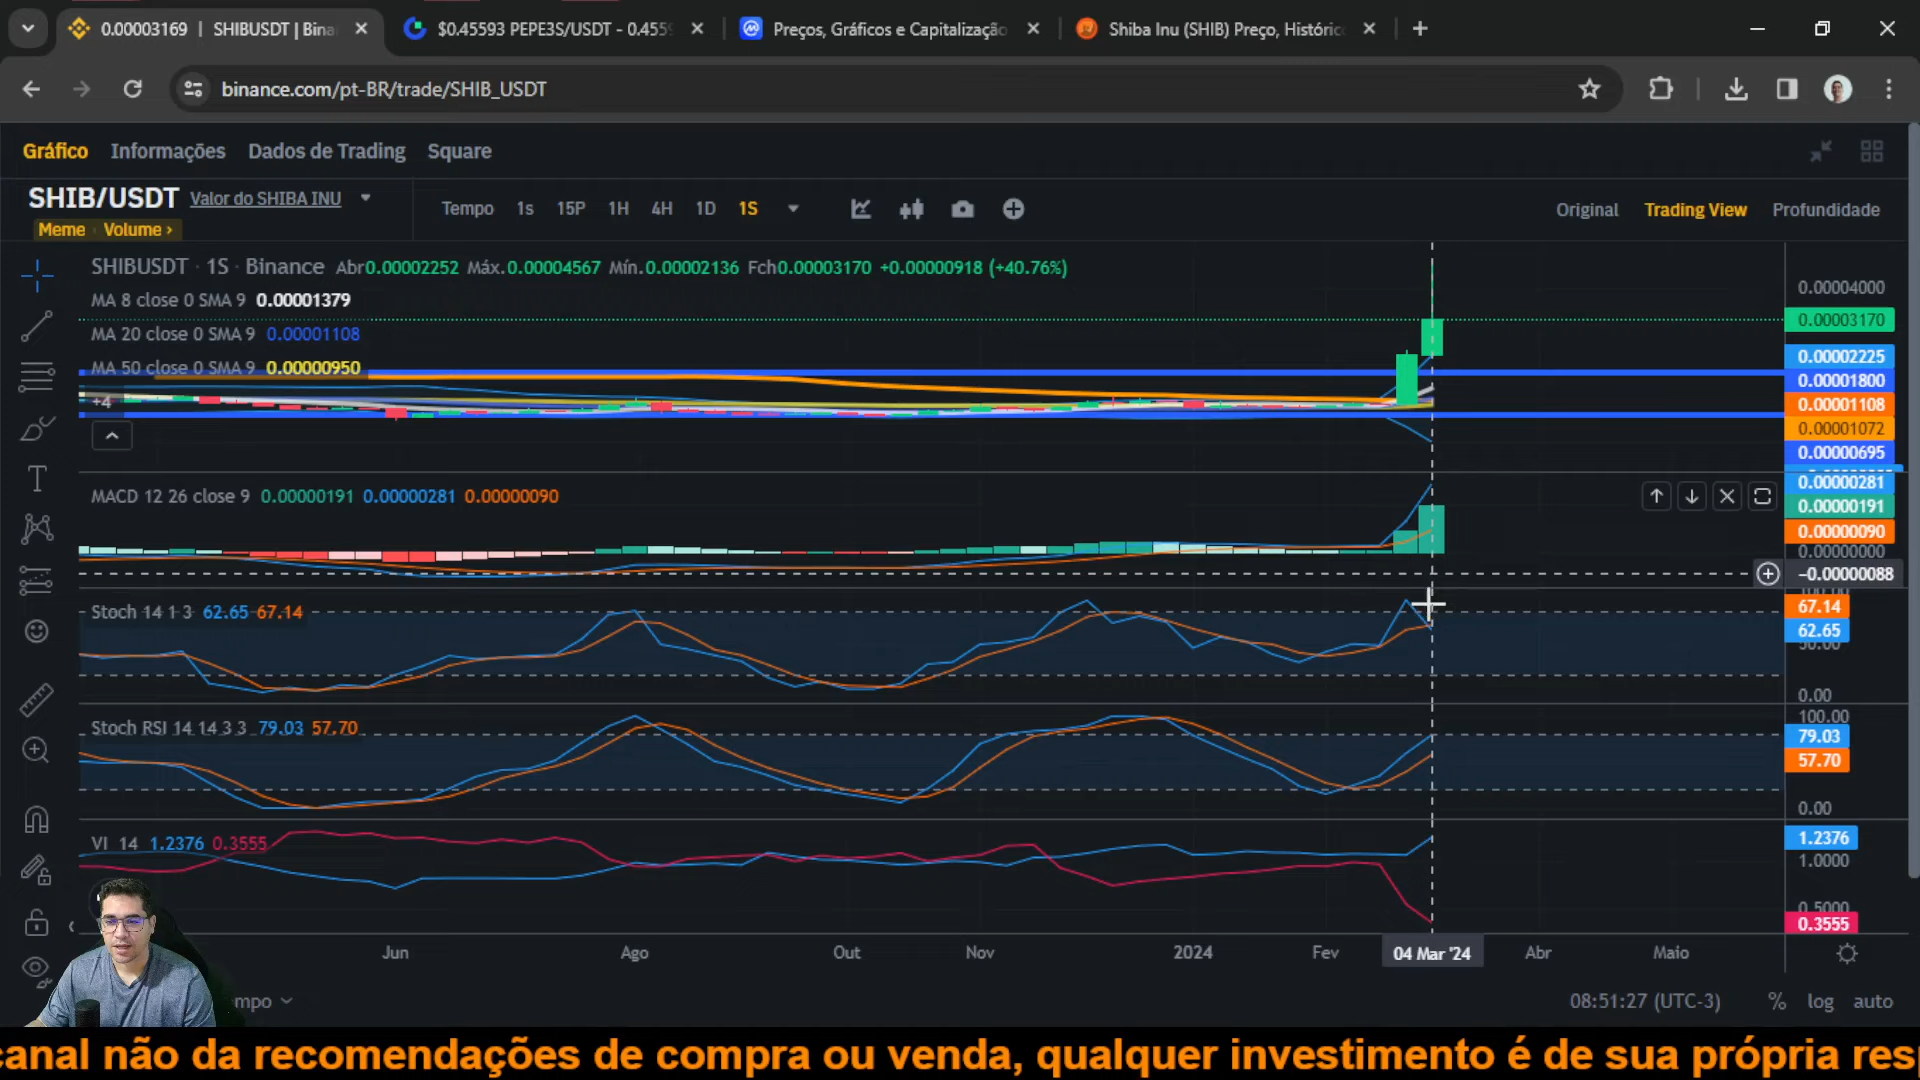 0.00003169 | SHIBUSDT | Bina
$0.45593 PEPE3S/USDT - 0.455
Preços, Gráficos e Capitalização
Shiba Inu (SHIB) Preço, Históric
binance.com/pt-BR/trade/SHIB_USDT
Gráfico Informações Dados de Trading Square
SHIB/USDT Valor do SHIBA INU
Meme Volume ›
Tempo 1s 15P 1H 4H 1D 1S
Original Trading View Profundidade
SHIBUSDT · 1S · Binance Abr0.00002252 Máx.0.00004567 Mín.0.00002136 Fch0.00003170 +0.00000918 (+40.76%)
MA 8 close 0 SMA 9 0.00001379
MA 20 close 0 SMA 9 0.00001108
MA 50 close 0 SMA 9 0.00000950
+4
0.00004000
0.00003170
0.00002225
0.00001800
0.00001108
0.00001072
0.00000695
MACD 12 26 close 9 0.00000191 0.00000281 0.00000090
0.00000281
0.00000191
0.00000090
0.00000000
−0.00000088
Stoch 14 1 3 62.65 67.14
67.14
62.65
50.00
0.00
Stoch RSI 14 14 3 3 79.03 57.70
100.00
79.03
57.70
0.00
VI 14 1.2376 0.3555
1.2376
1.0000
0.5000
0.3555
Jun Ago Out Nov 2024 Fev 04 Mar '24 Abr Maio
mpo
08:51:27 (UTC-3) % log auto
canal não da recomendações de compra ou venda, qualquer investimento é de sua própria resp